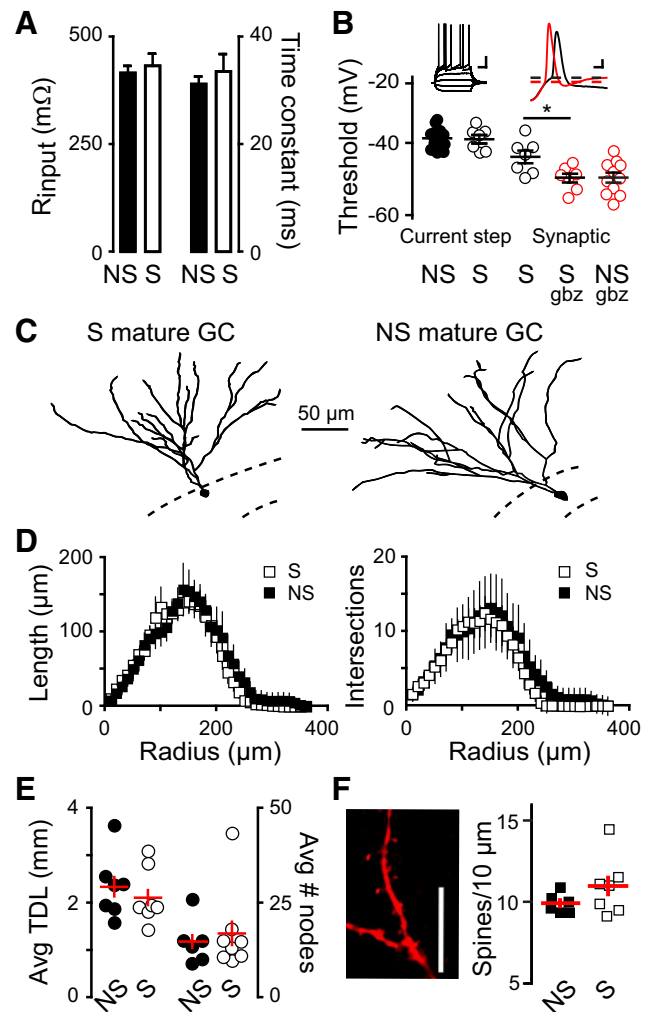 A
500
250
0
Rinput (mΩ)
40
20
0
Time constant (ms)
NS S NS S
B
-20
-40
-60
Threshold (mV)
*
Current step Synaptic
NS S S S NS
gbz gbz
C
S mature GC NS mature GC
50 µm
D
200
100
0
Length (µm)
S
NS
0 200 400
Radius (µm)
20
10
0
Intersections
S
NS
0 200 400
Radius (µm)
E
4
2
0
Avg TDL (mm)
50
25
0
Avg # nodes
NS S NS S
F
15
10
5
Spines/10 µm
NS S